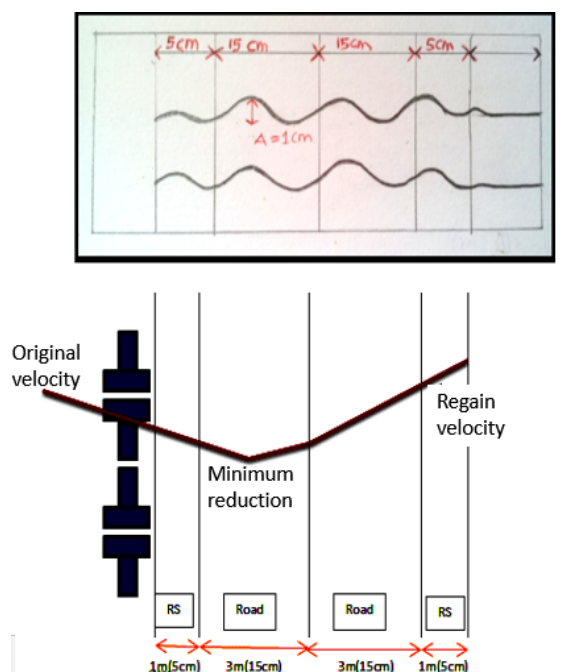 5cm 15 cm 15cm 5cm
A=1cm
Original
velocity
Regain
velocity
Minimum
reduction
RS Road Road RS
1m(5cm) 3m(15cm) 3m(15cm) 1m(5cm)